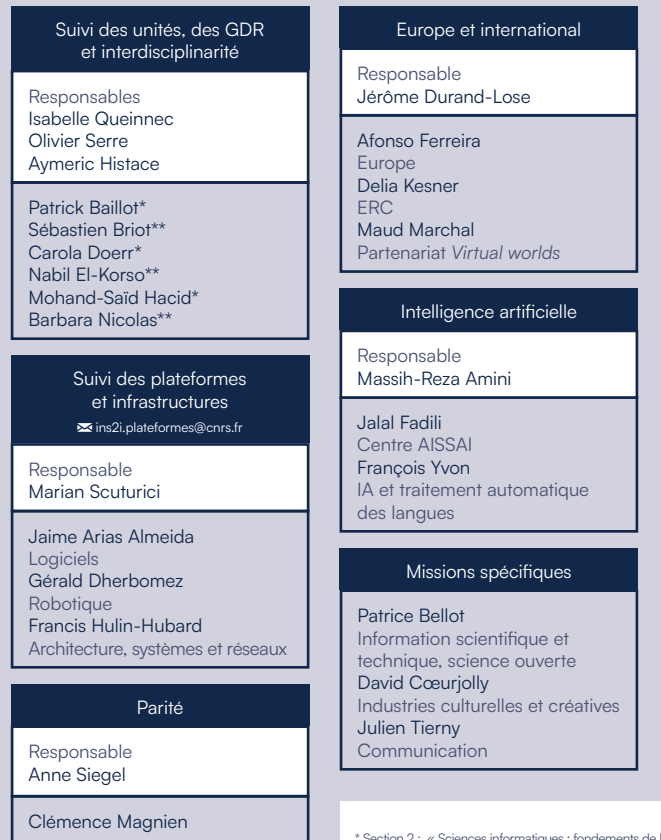 Suivi des unités, des GDR
et interdisciplinarité
Responsables
Isabelle Queinnec
Olivier Serre
Aymeric Histace
Patrick Baillot*
Sébastien Briot**
Carola Doerr*
Nabil El-Korso**
Mohand-Saïd Hacid*
Barbara Nicolas**
Suivi des plateformes
et infrastructures
ins2i.plateformes@cnrs.fr
Responsable
Marian Scuturici
Jaime Arias Almeida
Logiciels
Gérald Dherbomez
Robotique
Francis Hulin-Hubard
Architecture, systèmes et réseaux
Parité
Responsable
Anne Siegel
Clémence Magnien
Europe et international
Responsable
Jérôme Durand-Lose
Afonso Ferreira
Europe
Delia Kesner
ERC
Maud Marchal
Partenariat Virtual worlds
Intelligence artificielle
Responsable
Massih-Reza Amini
Jalal Fadili
Centre AISSAI
François Yvon
IA et traitement automatique
des langues
Missions spécifiques
Patrice Bellot
Information scientifique et
technique, science ouverte
David Cœurjolly
Industries culturelles et créatives
Julien Tierny
Communication
* Section 2 : « Sciences informatiques : fondements de